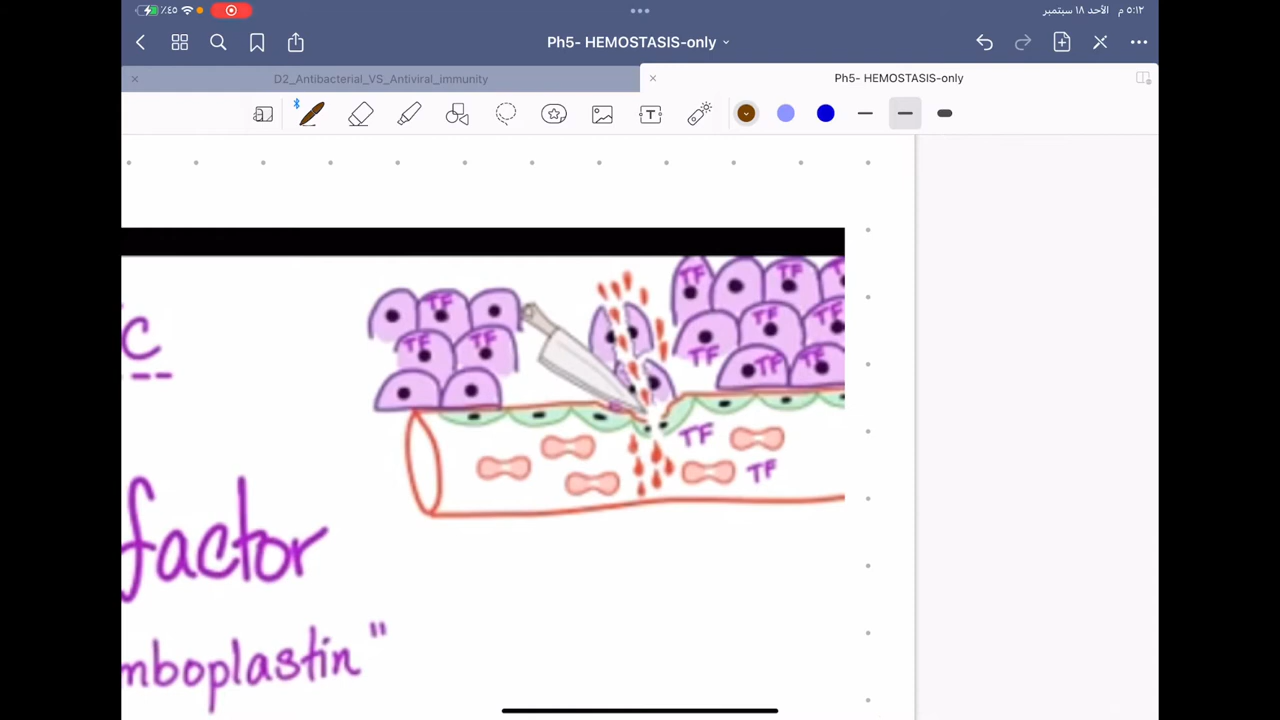 ٤٥٪ ٥:١٢ م الأحد ١٨ سبتمبر
Ph5- HEMOSTASIS-only
D2_Antibacterial_VS_Antiviral_immunity
Ph5- HEMOSTASIS-only
T
TF TF TF
TF TF TF TF
TF TF TF
TF
TF
factor
mboplastin"